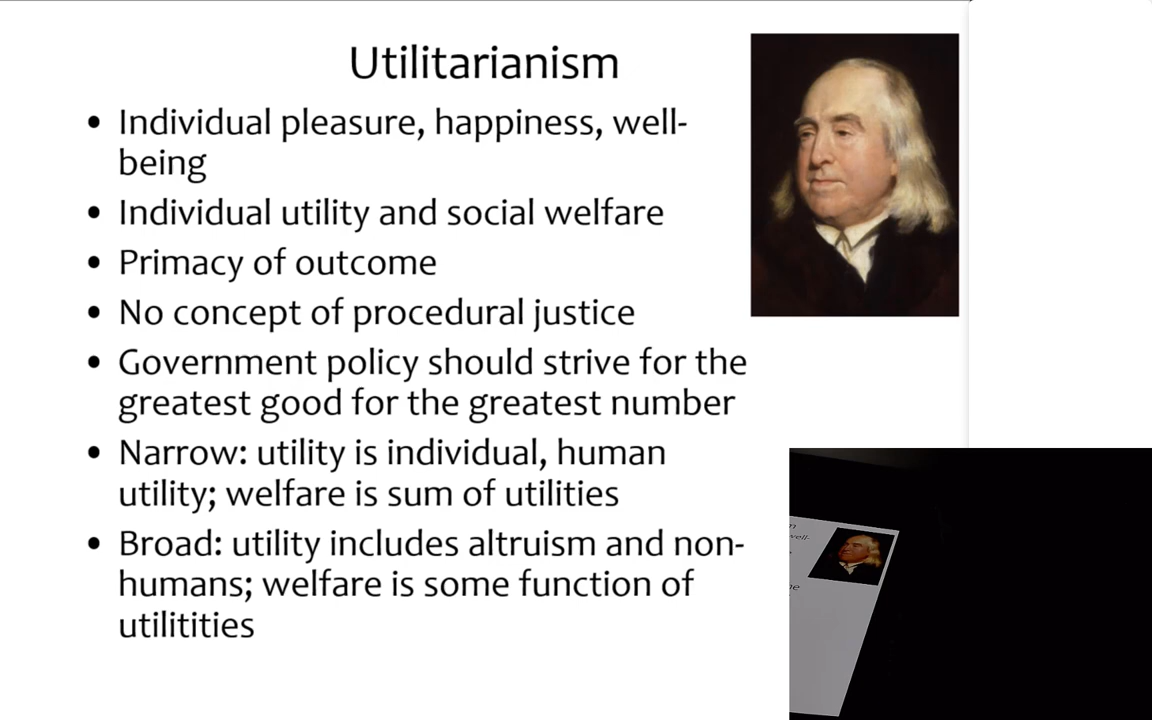 Utilitarianism
• Individual pleasure, happiness, well-
being
• Individual utility and social welfare
• Primacy of outcome
• No concept of procedural justice
• Government policy should strive for the
greatest good for the greatest number
• Narrow: utility is individual, human
utility; welfare is sum of utilities
• Broad: utility includes altruism and non-
humans; welfare is some function of
utilitities
well-